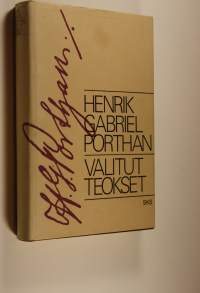 HENRIK
GABRIEL
PORTHAN
VALITUT
TEOKSET
SKS